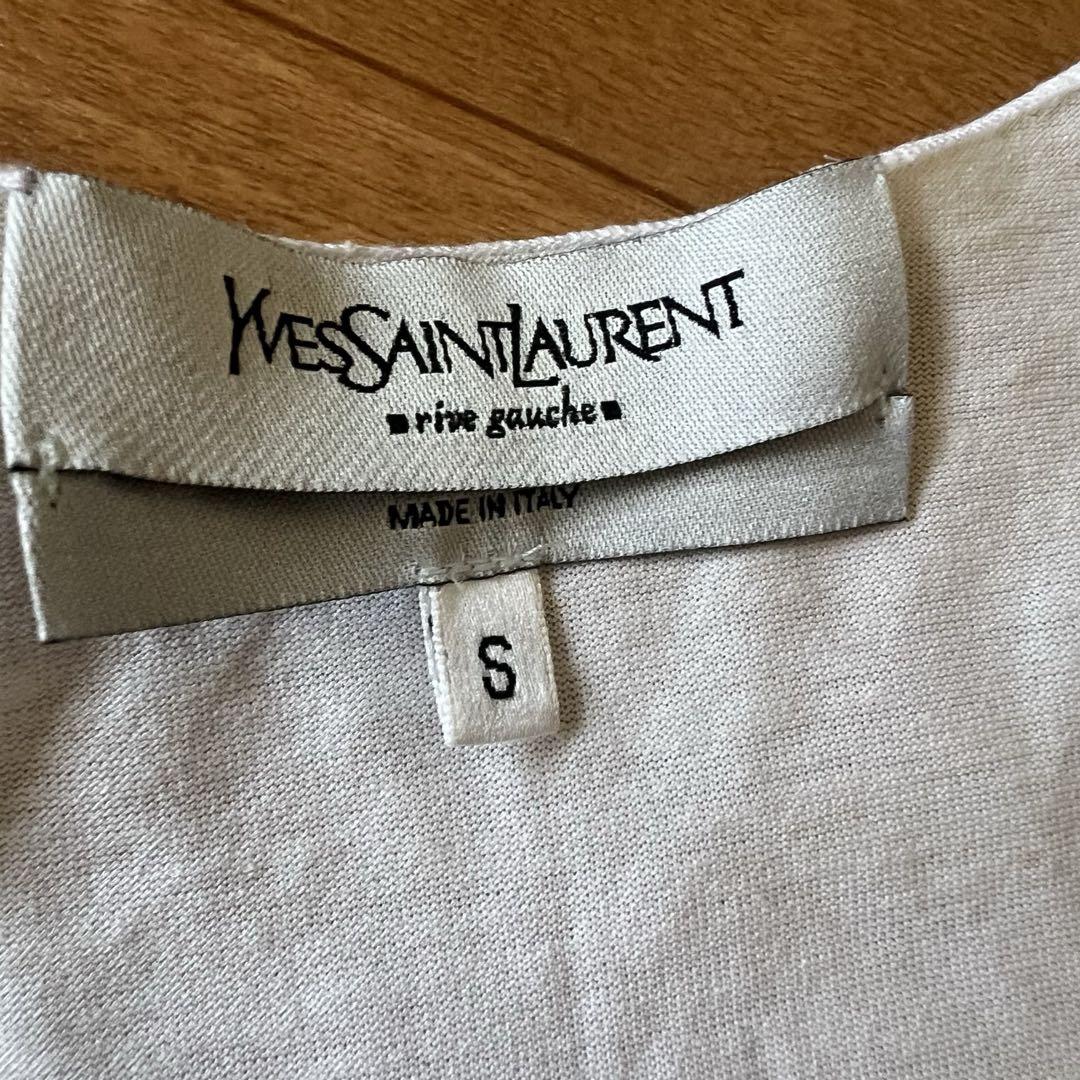 YVESSAINTLAURENT
▪rive gauche▪
MADE IN ITALY
S